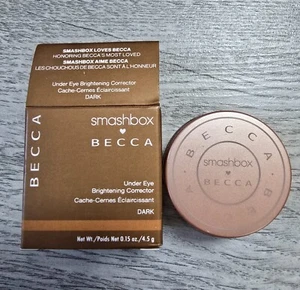 SMASHBOX LOVES BECCA
HONORING BECCA'S MOST LOVED
SMASHBOX AIME BECCA
LES CHOUCHOUS DE BECCA SONT À L'HONNEUR
Under Eye Brightening Corrector
Cache-Cernes Éclaircissant
DARK
BECCA
smashbox
BECCA
Under Eye
Brightening Corrector
Cache-Cernes Éclaircissant
DARK
Net Wt./Poids Net 0.15 oz./4.5 g
BECCA
smashbox
BECCA